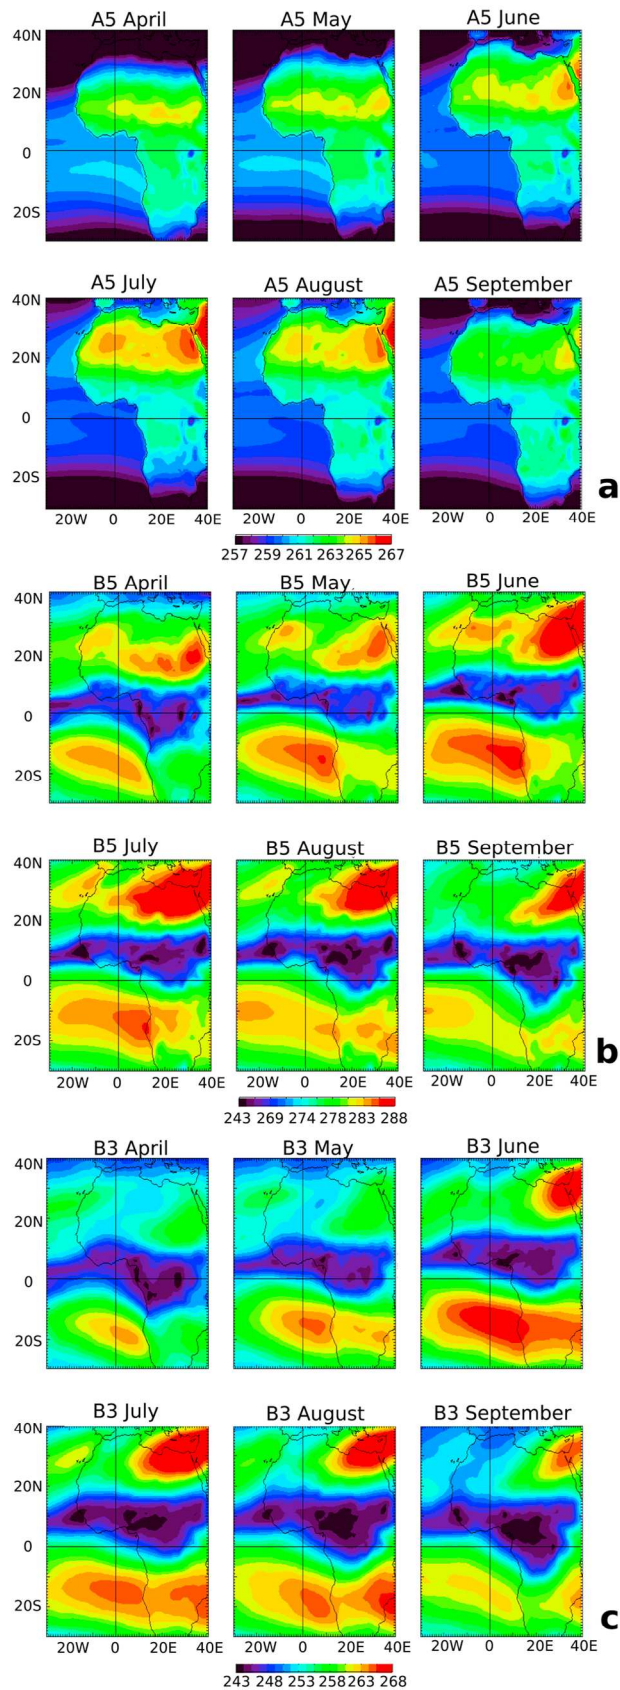 A5 April A5 May A5 June
40N
20N
0
20S
A5 July A5 August A5 September
40N
20N
0
20S
20W 0 20E 40E 20W 0 20E 40E 20W 0 20E 40E
a
257 259 261 263 265 267
B5 April B5 May B5 June
40N
20N
0
20S
B5 July B5 August B5 September
40N
20N
0
20S
20W 0 20E 40E 20W 0 20E 40E 20W 0 20E 40E
b
243 269 274 278 283 288
B3 April B3 May B3 June
40N
20N
0
20S
B3 July B3 August B3 September
40N
20N
0
20S
40W 20W 0 20E 40E 20W 0 20E 40E 20W 0 20E 40E
c
243 248 253 258 263 268